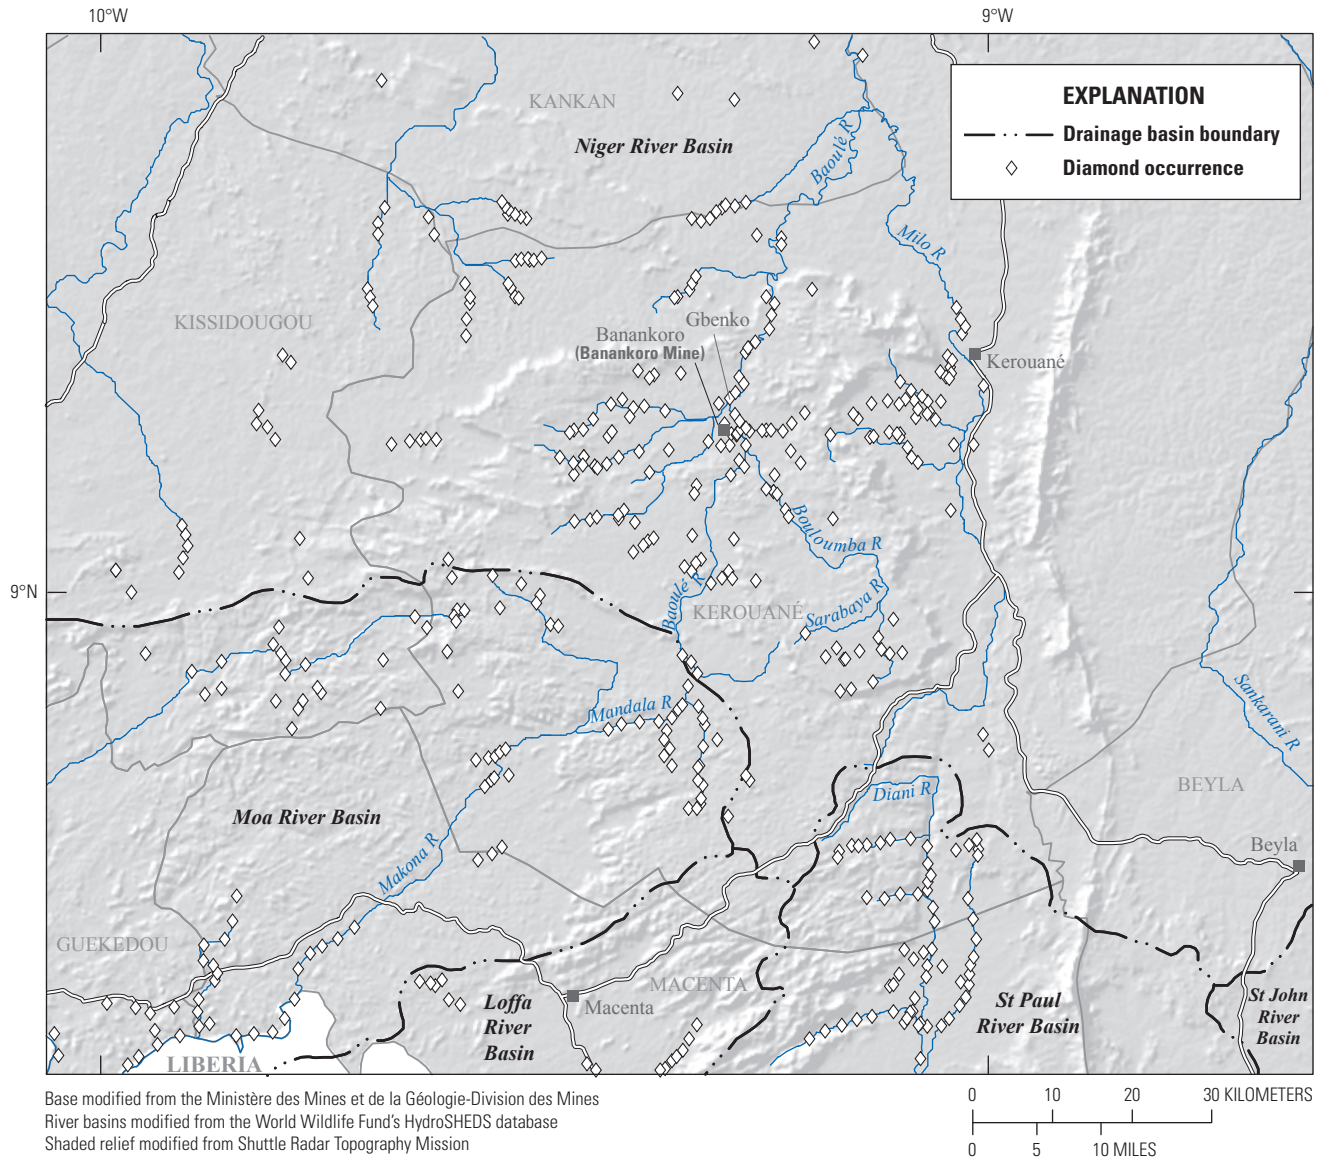 10°W
9°W
EXPLANATION
Drainage basin boundary
Diamond occurrence
KANKAN
Niger River Basin
Baoulé R
Milo R
KISSIDOUGOU
Gbenko
Banankoro
(Banankoro Mine)
Kerouané
Bouloumba R
9°N
Baoulé R
KEROUANÉ
Sarabaya R
Sankarani R
Mandala R
BEYLA
Diani R
Moa River Basin
Beyla
Makona R
GUEKEDOU
MACENTA
Macenta
Loffa
River
Basin
St Paul
River Basin
St John
River
Basin
LIBERIA
Base modified from the Ministère des Mines et de la Géologie-Division des Mines
River basins modified from the World Wildlife Fund's HydroSHEDS database
Shaded relief modified from Shuttle Radar Topography Mission
0 10 20 30 KILOMETERS
0 5 10 MILES